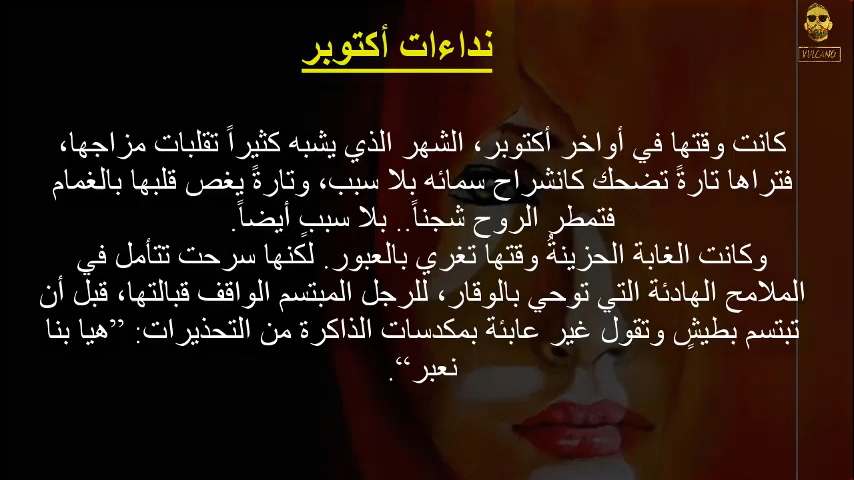 نداءات أكتوبر
VULCANO
كانت وقتها في أواخر أكتوبر، الشهر الذي يشبه كثيراً تقلبات مزاجها،
فتراها تارةً تضحك كانشراح سمائه بلا سبب، وتارةً يغص قلبها بالغمام
فتمطر الروح شجناً.. بلا سببٍ أيضاً.
وكانت الغابة الحزينةُ وقتها تغري بالعبور. لكنها سرحت تتأمل في
الملامح الهادئة التي توحي بالوقار، للرجل المبتسم الواقف قبالتها، قبل أن
تبتسم بطيشٍ وتقول غير عابئة بمكدسات الذاكرة من التحذيرات: ”هيا بنا
نعبر“.